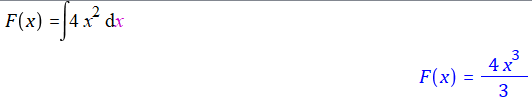 F(x) = ∫4 x² dx
F(x) = 4 x³ / 3